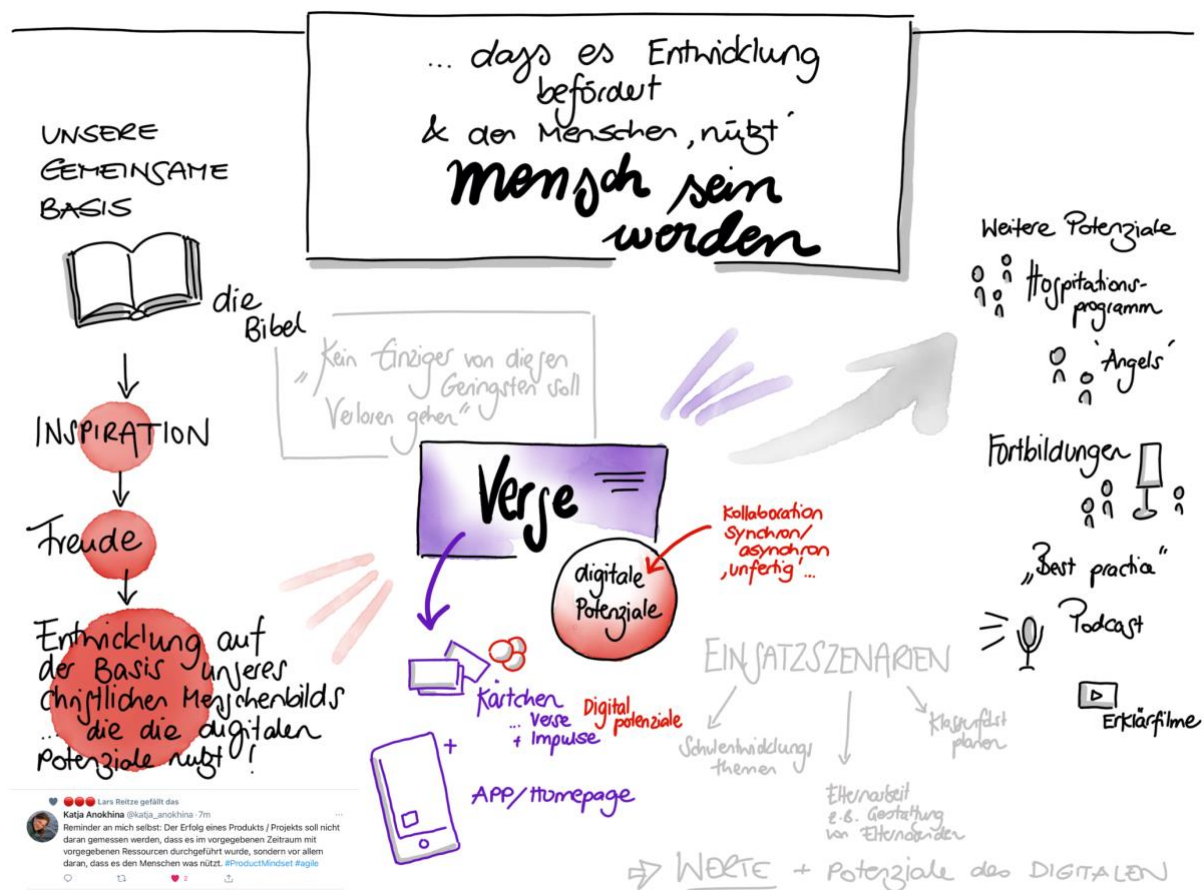 ... dass es Entwicklung
befördert
& den Menschen ‚nützt‘
mensch sein
werden
UNSERE
GEMEINSAME
BASIS
die
Bibel
INSPIRATION
Freude
Entwicklung auf
der Basis unseres
christlichen Menschenbilds
... die die digitalen
Potenziale nutzt!
„Kein Einziger von diesen
Geringsten soll
Verloren gehen“
Verse
digitale
Potenziale
Kollaboration
synchron/
asynchron
‚unfertig‘...
Kärtchen
... Verse
+ Impulse
Digital
potenziale
+
APP/Homepage
EINSATZSZENARIEN
Schulentwicklungs
themen
Elternarbeit
z.B. Gestaltung
von Elternabenden
Klassenfahrt
planen
Weitere Potenziale
Hospitations-
programm
'Angels'
Fortbildungen
„Best practice“
Podcast
Erklärfilme
⇨ WERTE + Potenziale des DIGITALEN
Lars Reitze gefällt das
Katja Anokhina @katja_anokhina · 7m
Reminder an mich selbst: Der Erfolg eines Produkts / Projekts soll nicht
daran gemessen werden, dass es im vorgegebenen Zeitraum mit
vorgegebenen Ressourcen durchgeführt wurde, sondern vor allem
daran, dass es den Menschen was nützt. #ProductMindset #agile
2